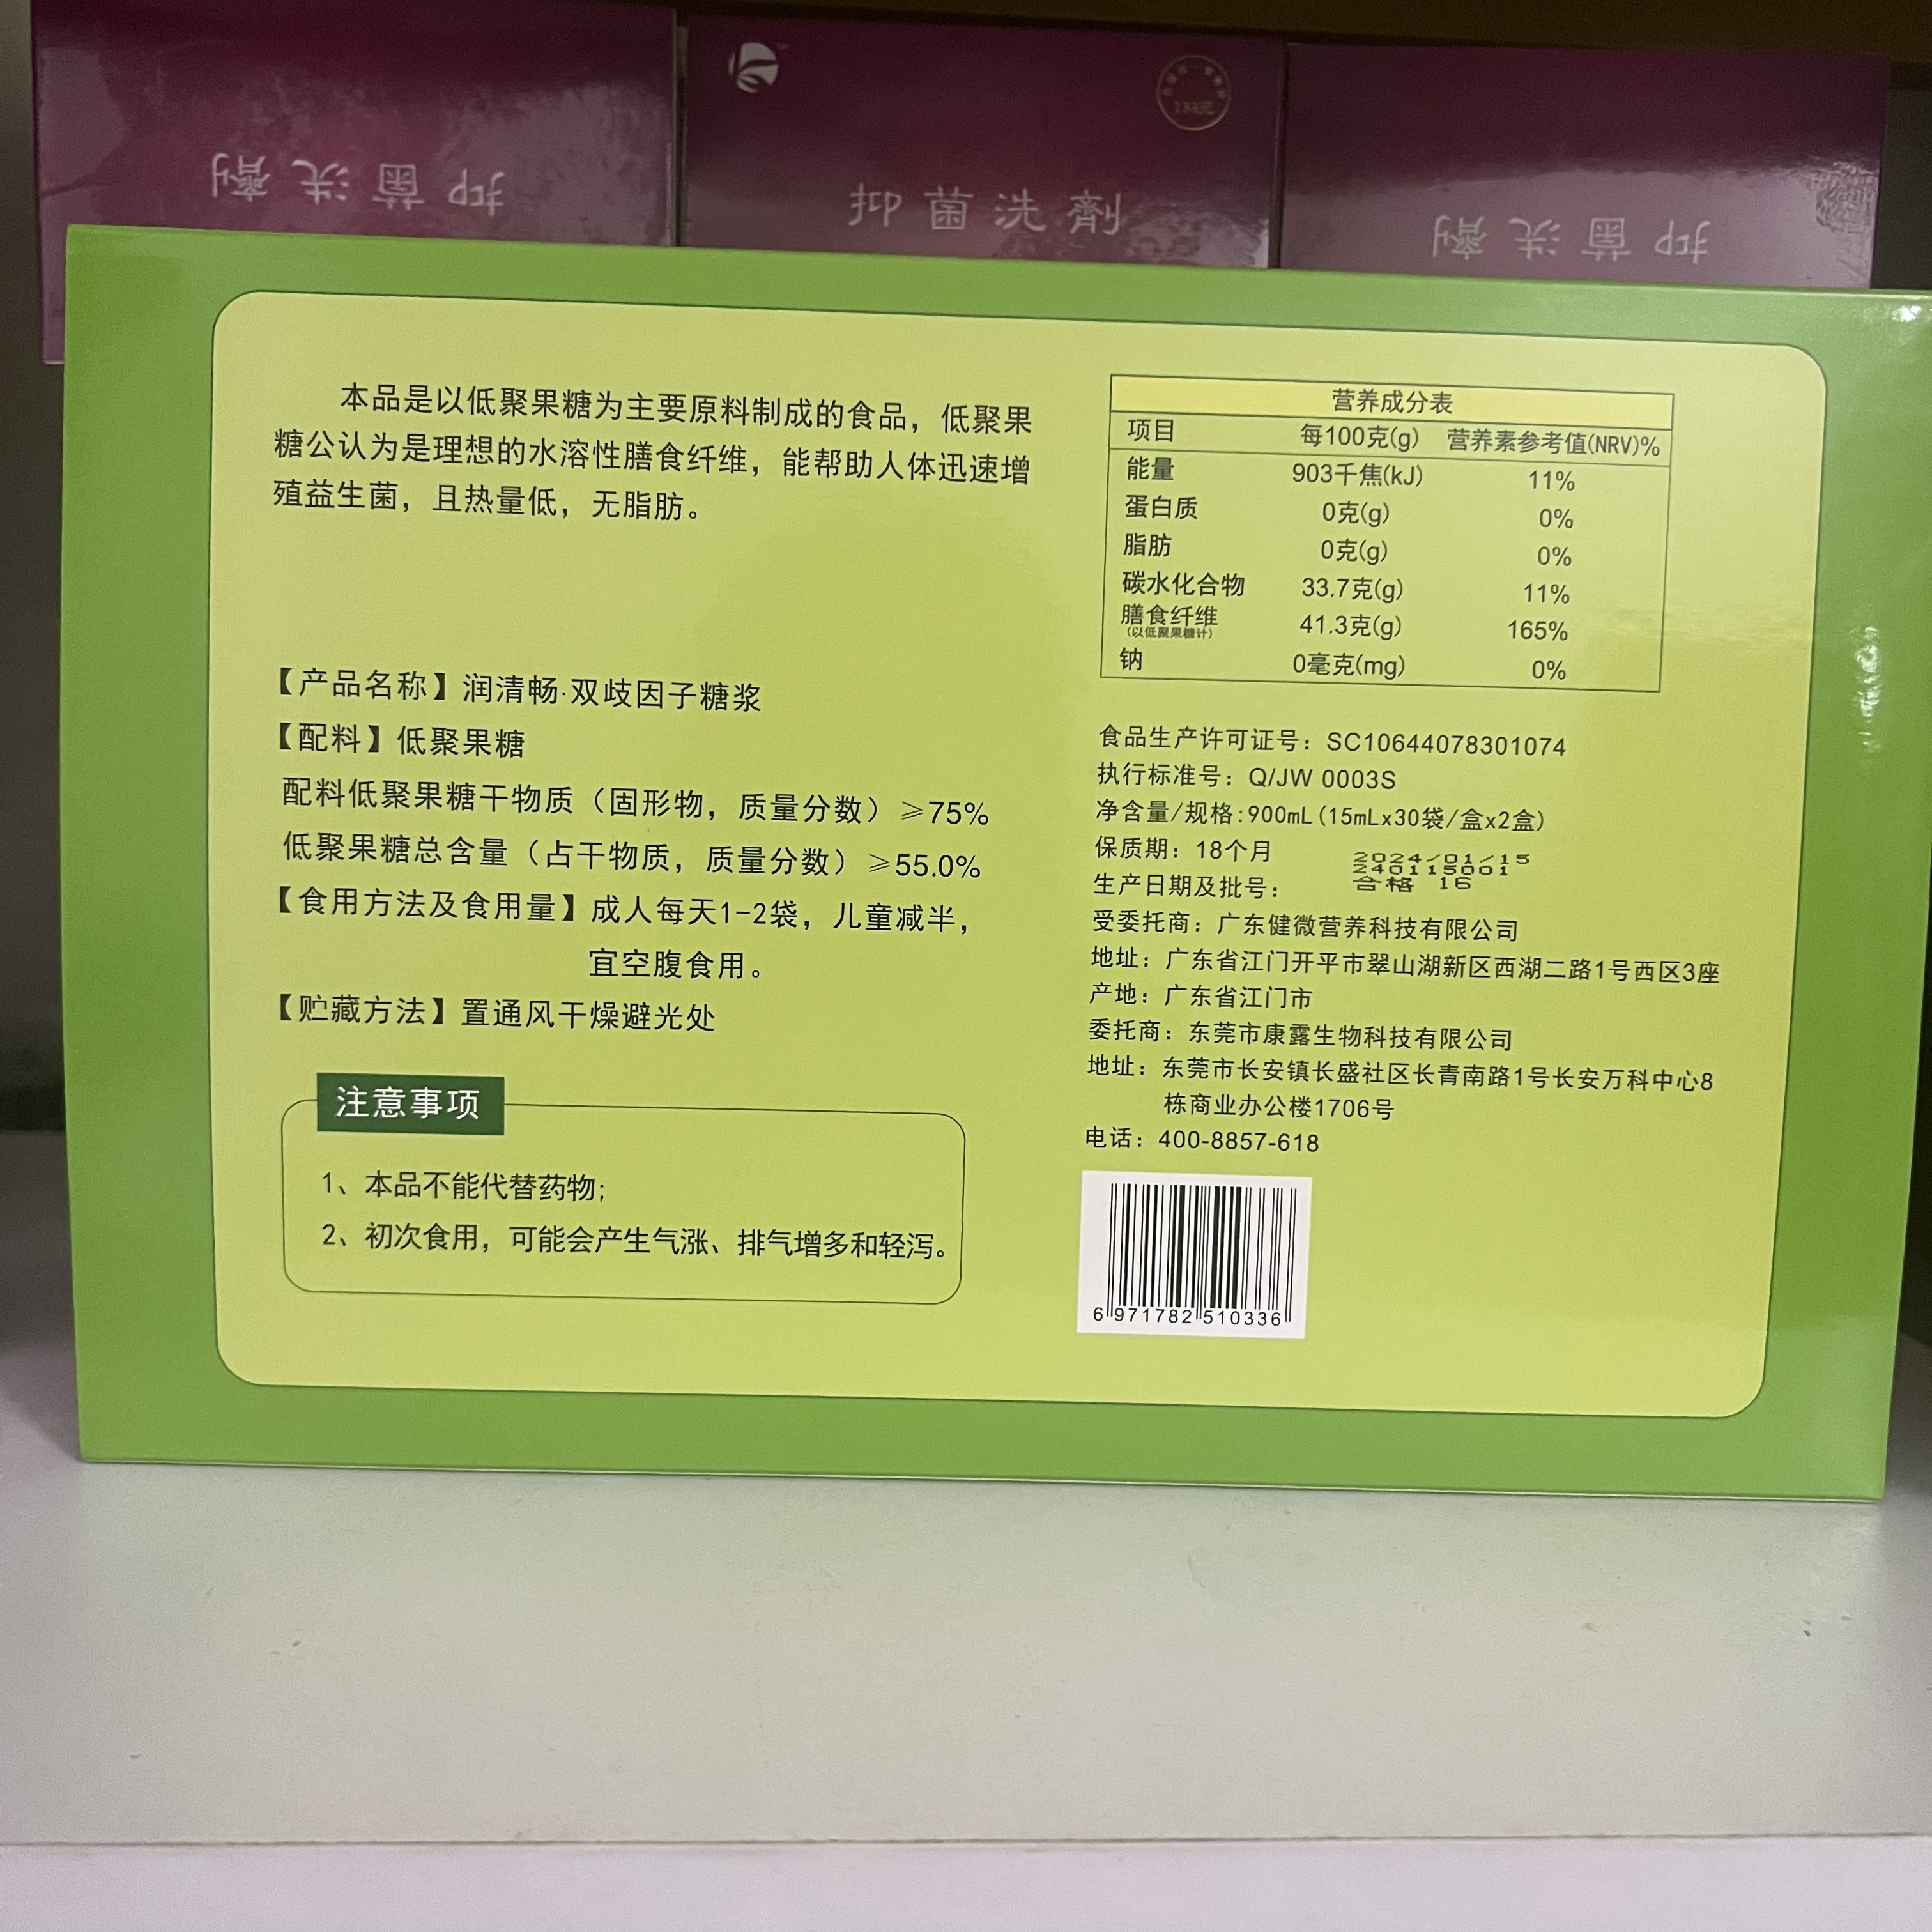 抑菌洗劑
抑菌洗劑
抑菌洗劑
本品是以低聚果糖为主要原料制成的食品，低聚果
糖公认为是理想的水溶性膳食纤维，能帮助人体迅速增
殖益生菌，且热量低，无脂肪。
【产品名称】润清畅·双歧因子糖浆
【配料】低聚果糖
配料低聚果糖干物质（固形物，质量分数）≥75%
低聚果糖总含量（占干物质，质量分数）≥55.0%
【食用方法及食用量】成人每天1-2袋，儿童减半，
宜空腹食用。
【贮藏方法】置通风干燥避光处
注意事项
1、本品不能代替药物；
2、初次食用，可能会产生气涨、排气增多和轻泻。
营养成分表
项目 每100克(g) 营养素参考值(NRV)%
能量 903千焦(kJ) 11%
蛋白质 0克(g) 0%
脂肪 0克(g) 0%
碳水化合物 33.7克(g) 11%
膳食纤维 41.3克(g) 165%
（以低聚果糖计）
钠 0毫克(mg) 0%
食品生产许可证号：SC10644078301074
执行标准号：Q/JW 0003S
净含量/规格:900mL(15mLx30袋/盒x2盒)
保质期：18个月
2024/01/15
240115001
生产日期及批号：
合格 16
受委托商：广东健微营养科技有限公司
地址：广东省江门开平市翠山湖新区西湖二路1号西区3座
产地：广东省江门市
委托商：东莞市康露生物科技有限公司
地址：东莞市长安镇长盛社区长青南路1号长安万科中心8
栋商业办公楼1706号
电话：400-8857-618
6 971782 510336